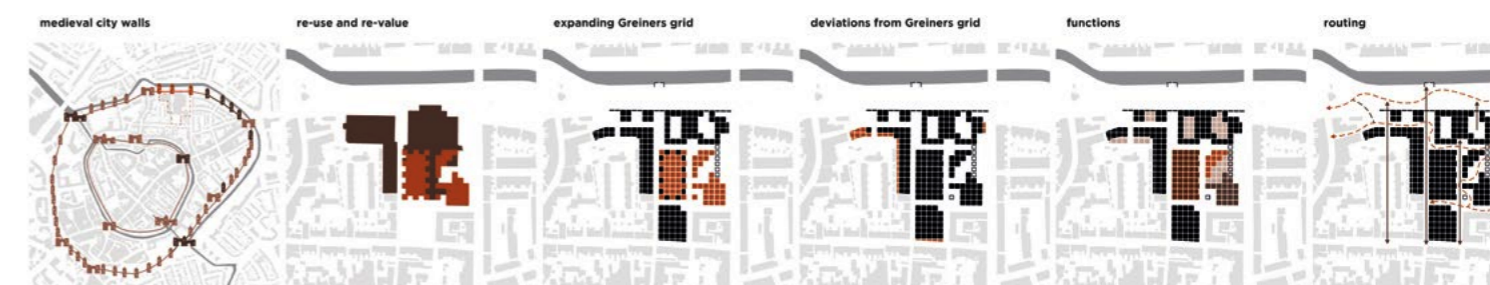 medieval city walls
re-use and re-value
expanding Greiners grid
deviations from Greiners grid
functions
routing